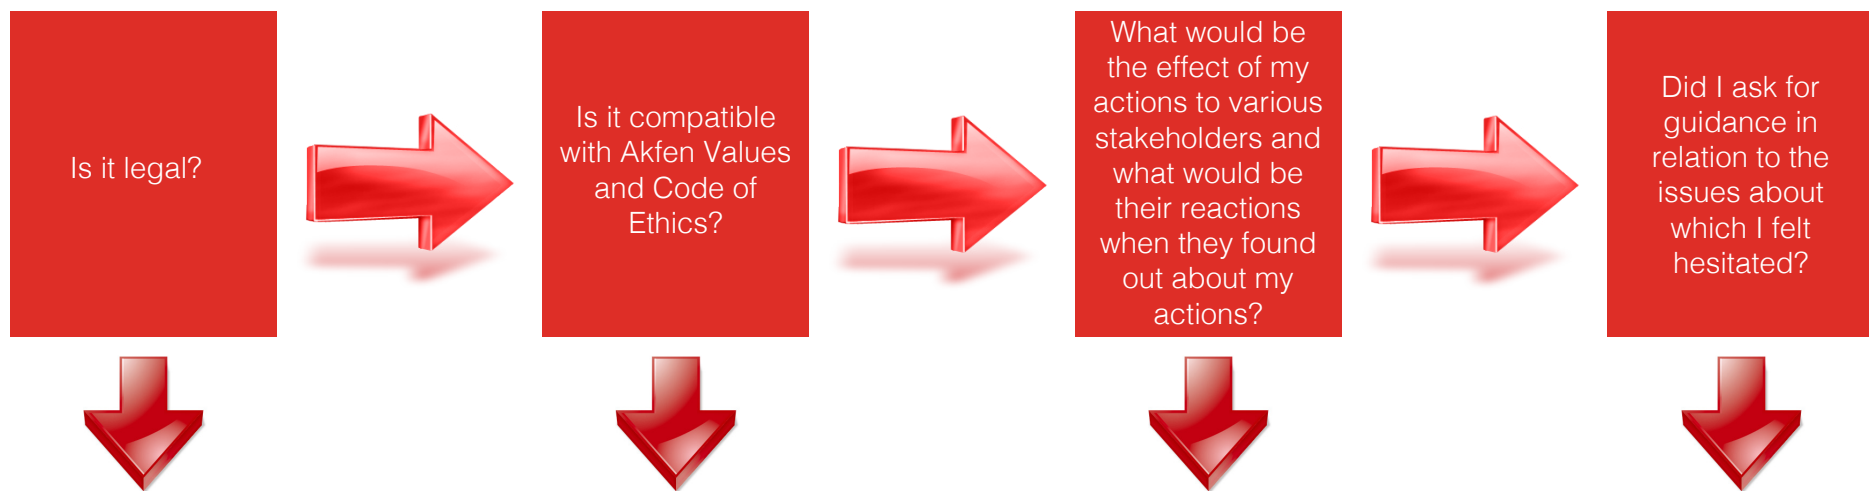 Is it legal?
Is it compatible
with Akfen Values
and Code of
Ethics?
What would be
the effect of my
actions to various
stakeholders and
what would be
their reactions
when they found
out about my
actions?
Did I ask for
guidance in
relation to the
issues about
which I felt
hesitated?